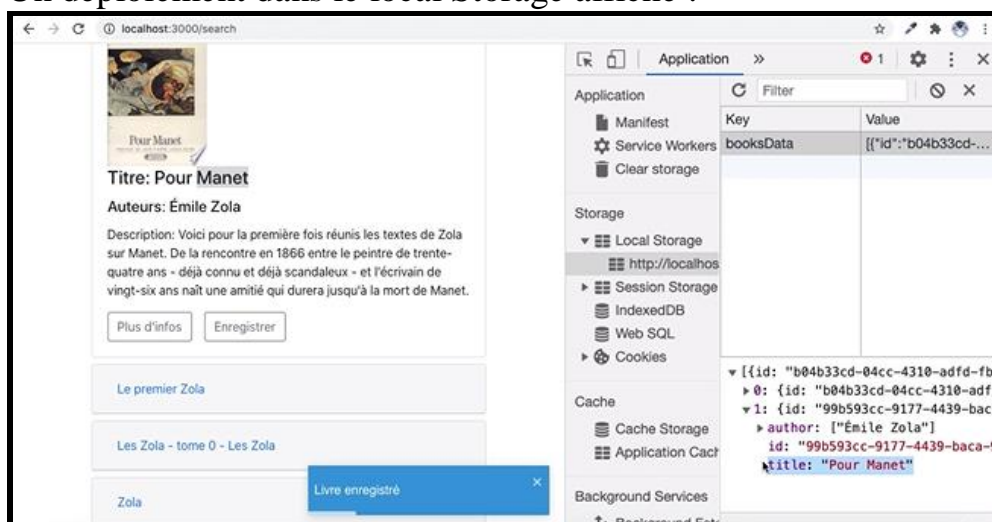 Un déploiement dans le local Storage affiche :
localhost:3000/search
Pour Manet
Titre: Pour Manet
Auteurs: Émile Zola
Description: Voici pour la première fois réunis les textes de Zola
sur Manet. De la rencontre en 1866 entre le peintre de trente-
quatre ans - déjà connu et déjà scandaleux - et l'écrivain de
vingt-six ans naît une amitié qui durera jusqu'à la mort de Manet.
Plus d'infos
Enregistrer
Le premier Zola
Les Zola - tome 0 - Les Zola
Zola
Livre enregistré
×
Application
»
1
Application
Manifest
Service Workers
Clear storage
Storage
Local Storage
http://localhos
Session Storage
IndexedDB
Web SQL
Cookies
Cache
Cache Storage
Application Cach
Background Services
Filter
Key Value
booksData [{"id":"b04b33cd-...
[{id: "b04b33cd-04cc-4310-adfd-fb
0: {id: "b04b33cd-04cc-4310-adf
1: {id: "99b593cc-9177-4439-bac
author: ["Émile Zola"]
id: "99b593cc-9177-4439-baca-9
title: "Pour Manet"